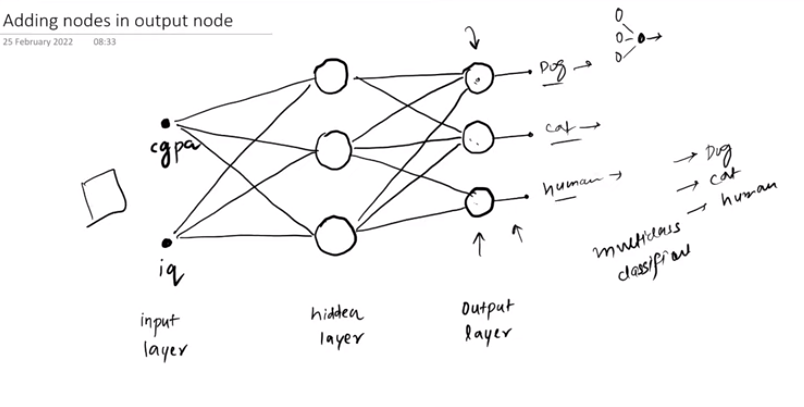 Adding nodes in output node
25 February 2022 08:33
Dog
cat
human
cgpa
iq
Dog
cat
human
multiclass
input
layer
hidden
layer
output
layer